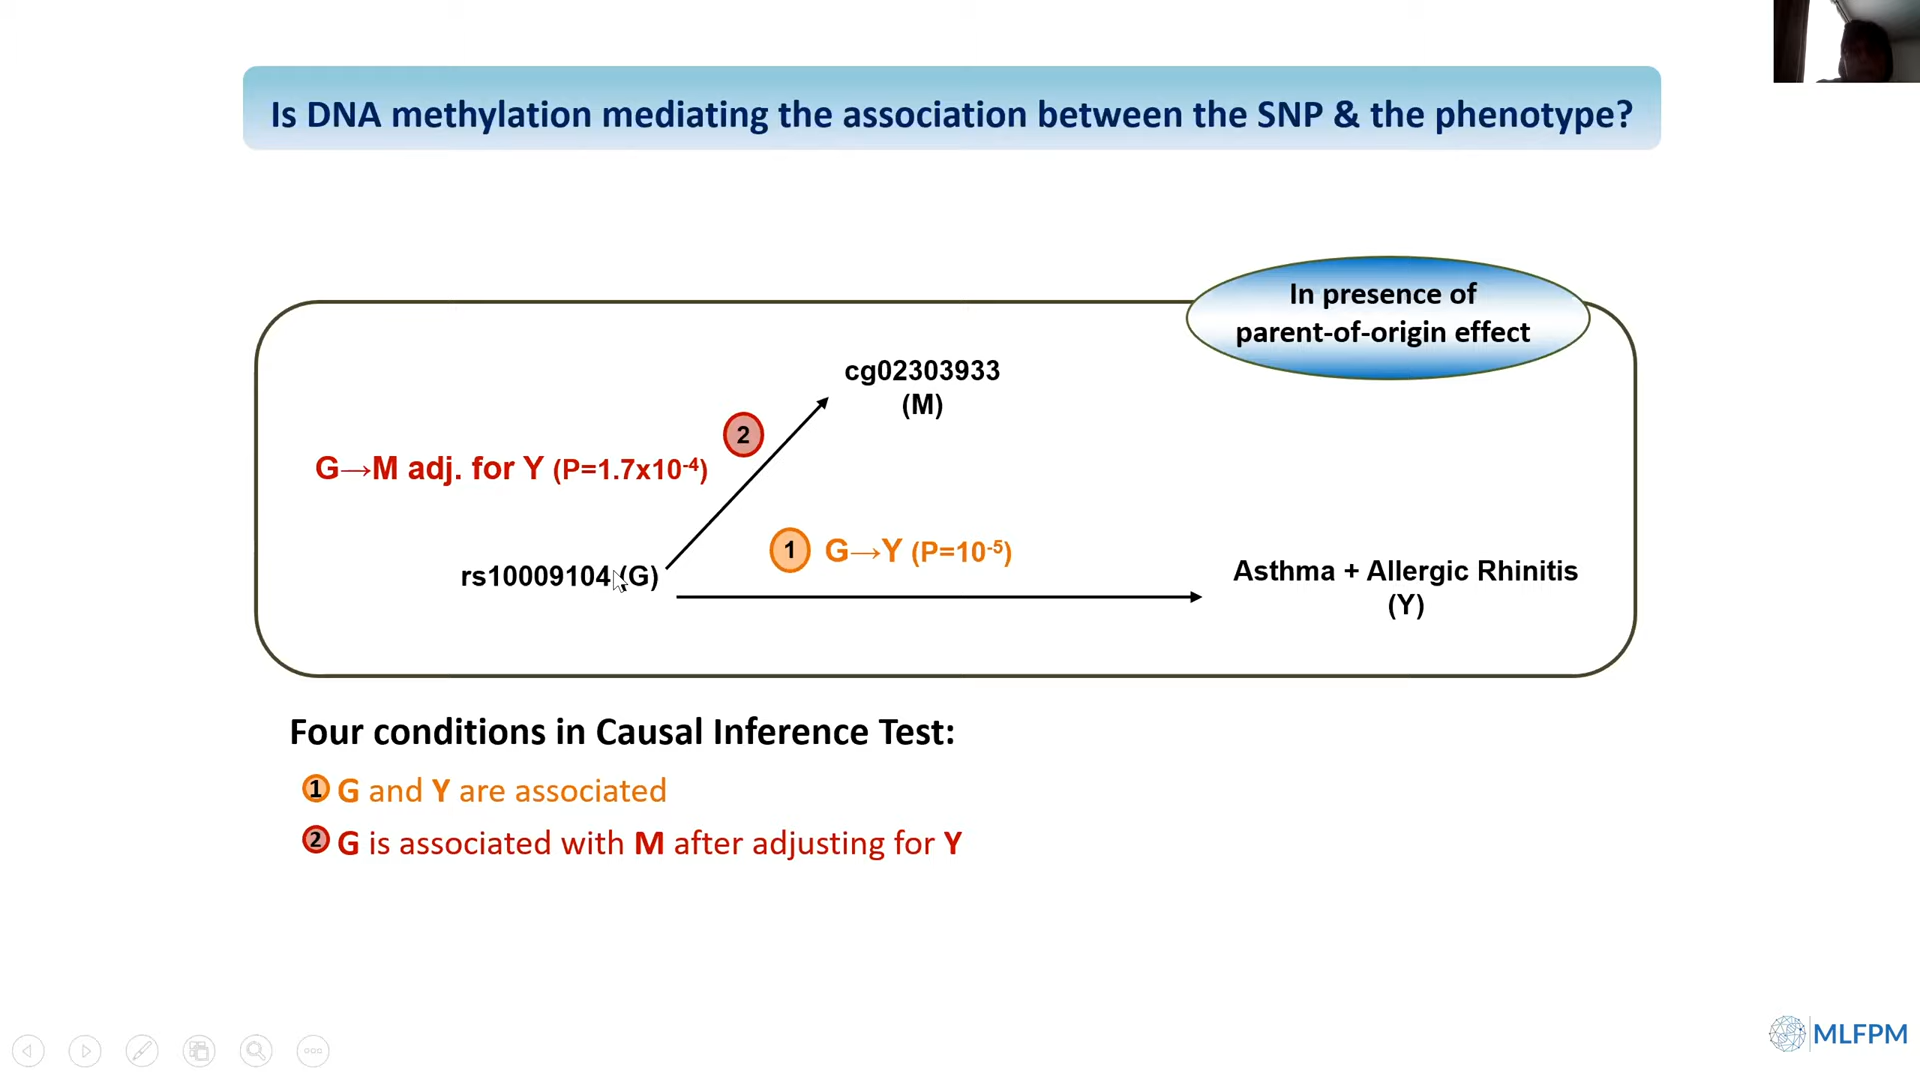 Is DNA methylation mediating the association between the SNP & the phenotype?
In presence of
parent-of-origin effect
cg02303933
(M)
2
G→M adj. for Y (P=1.7x10⁻⁴)
1 G→Y (P=10⁻⁵)
rs10009104 (G)
Asthma + Allergic Rhinitis
(Y)
Four conditions in Causal Inference Test:
1 G and Y are associated
2 G is associated with M after adjusting for Y
MLFPM